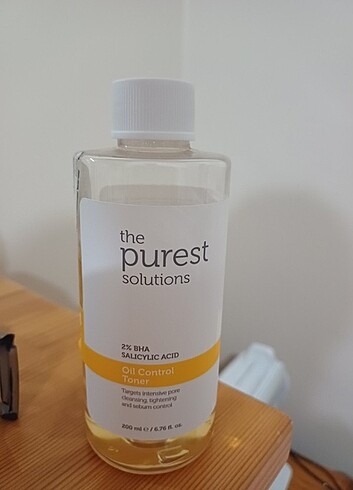 the
purest
solutions
2% BHA
SALICYLIC ACID
Oil Control
Toner
Targets intensive pore
cleansing, tightening
and sebum control.
200 ml ℮ / 6.76 fl. oz.